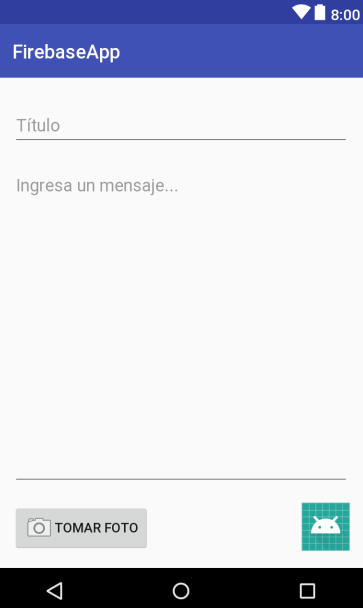 8:00
FirebaseApp
Título
Ingresa un mensaje...
TOMAR FOTO